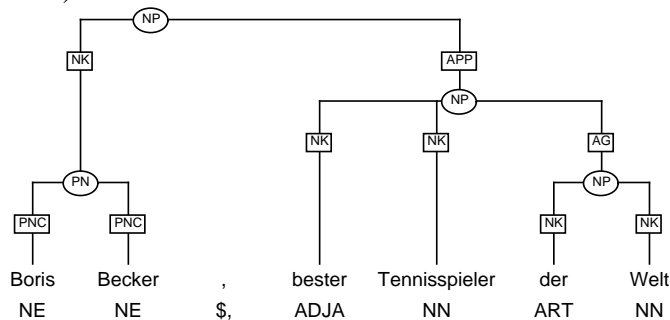 NP
NK APP
NP
NK NK AG
PN NP
PNC PNC NK NK
Boris Becker , bester Tennisspieler der Welt
NE NE $, ADJA NN ART NN